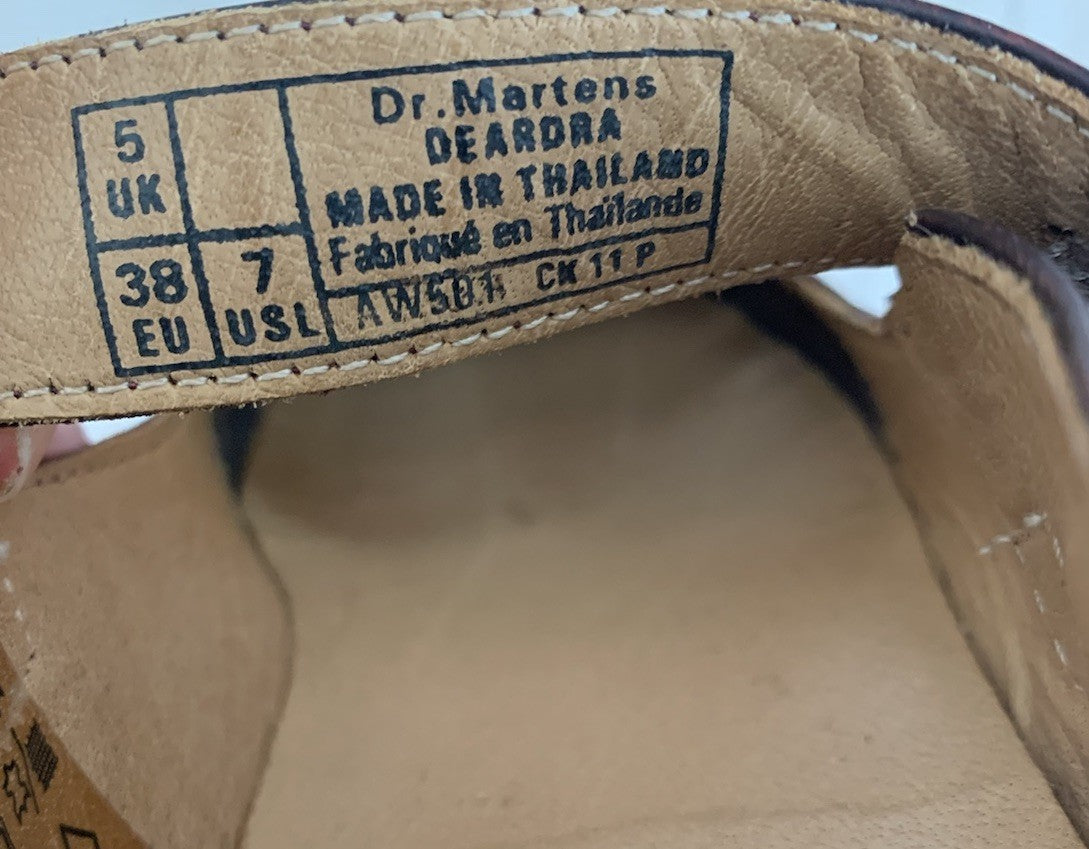 5
UK
38
EU
7
USL
Dr.Martens
DEARDRA
MADE IN THAILAND
Fabriqué en Thaïlande
CK 11 P